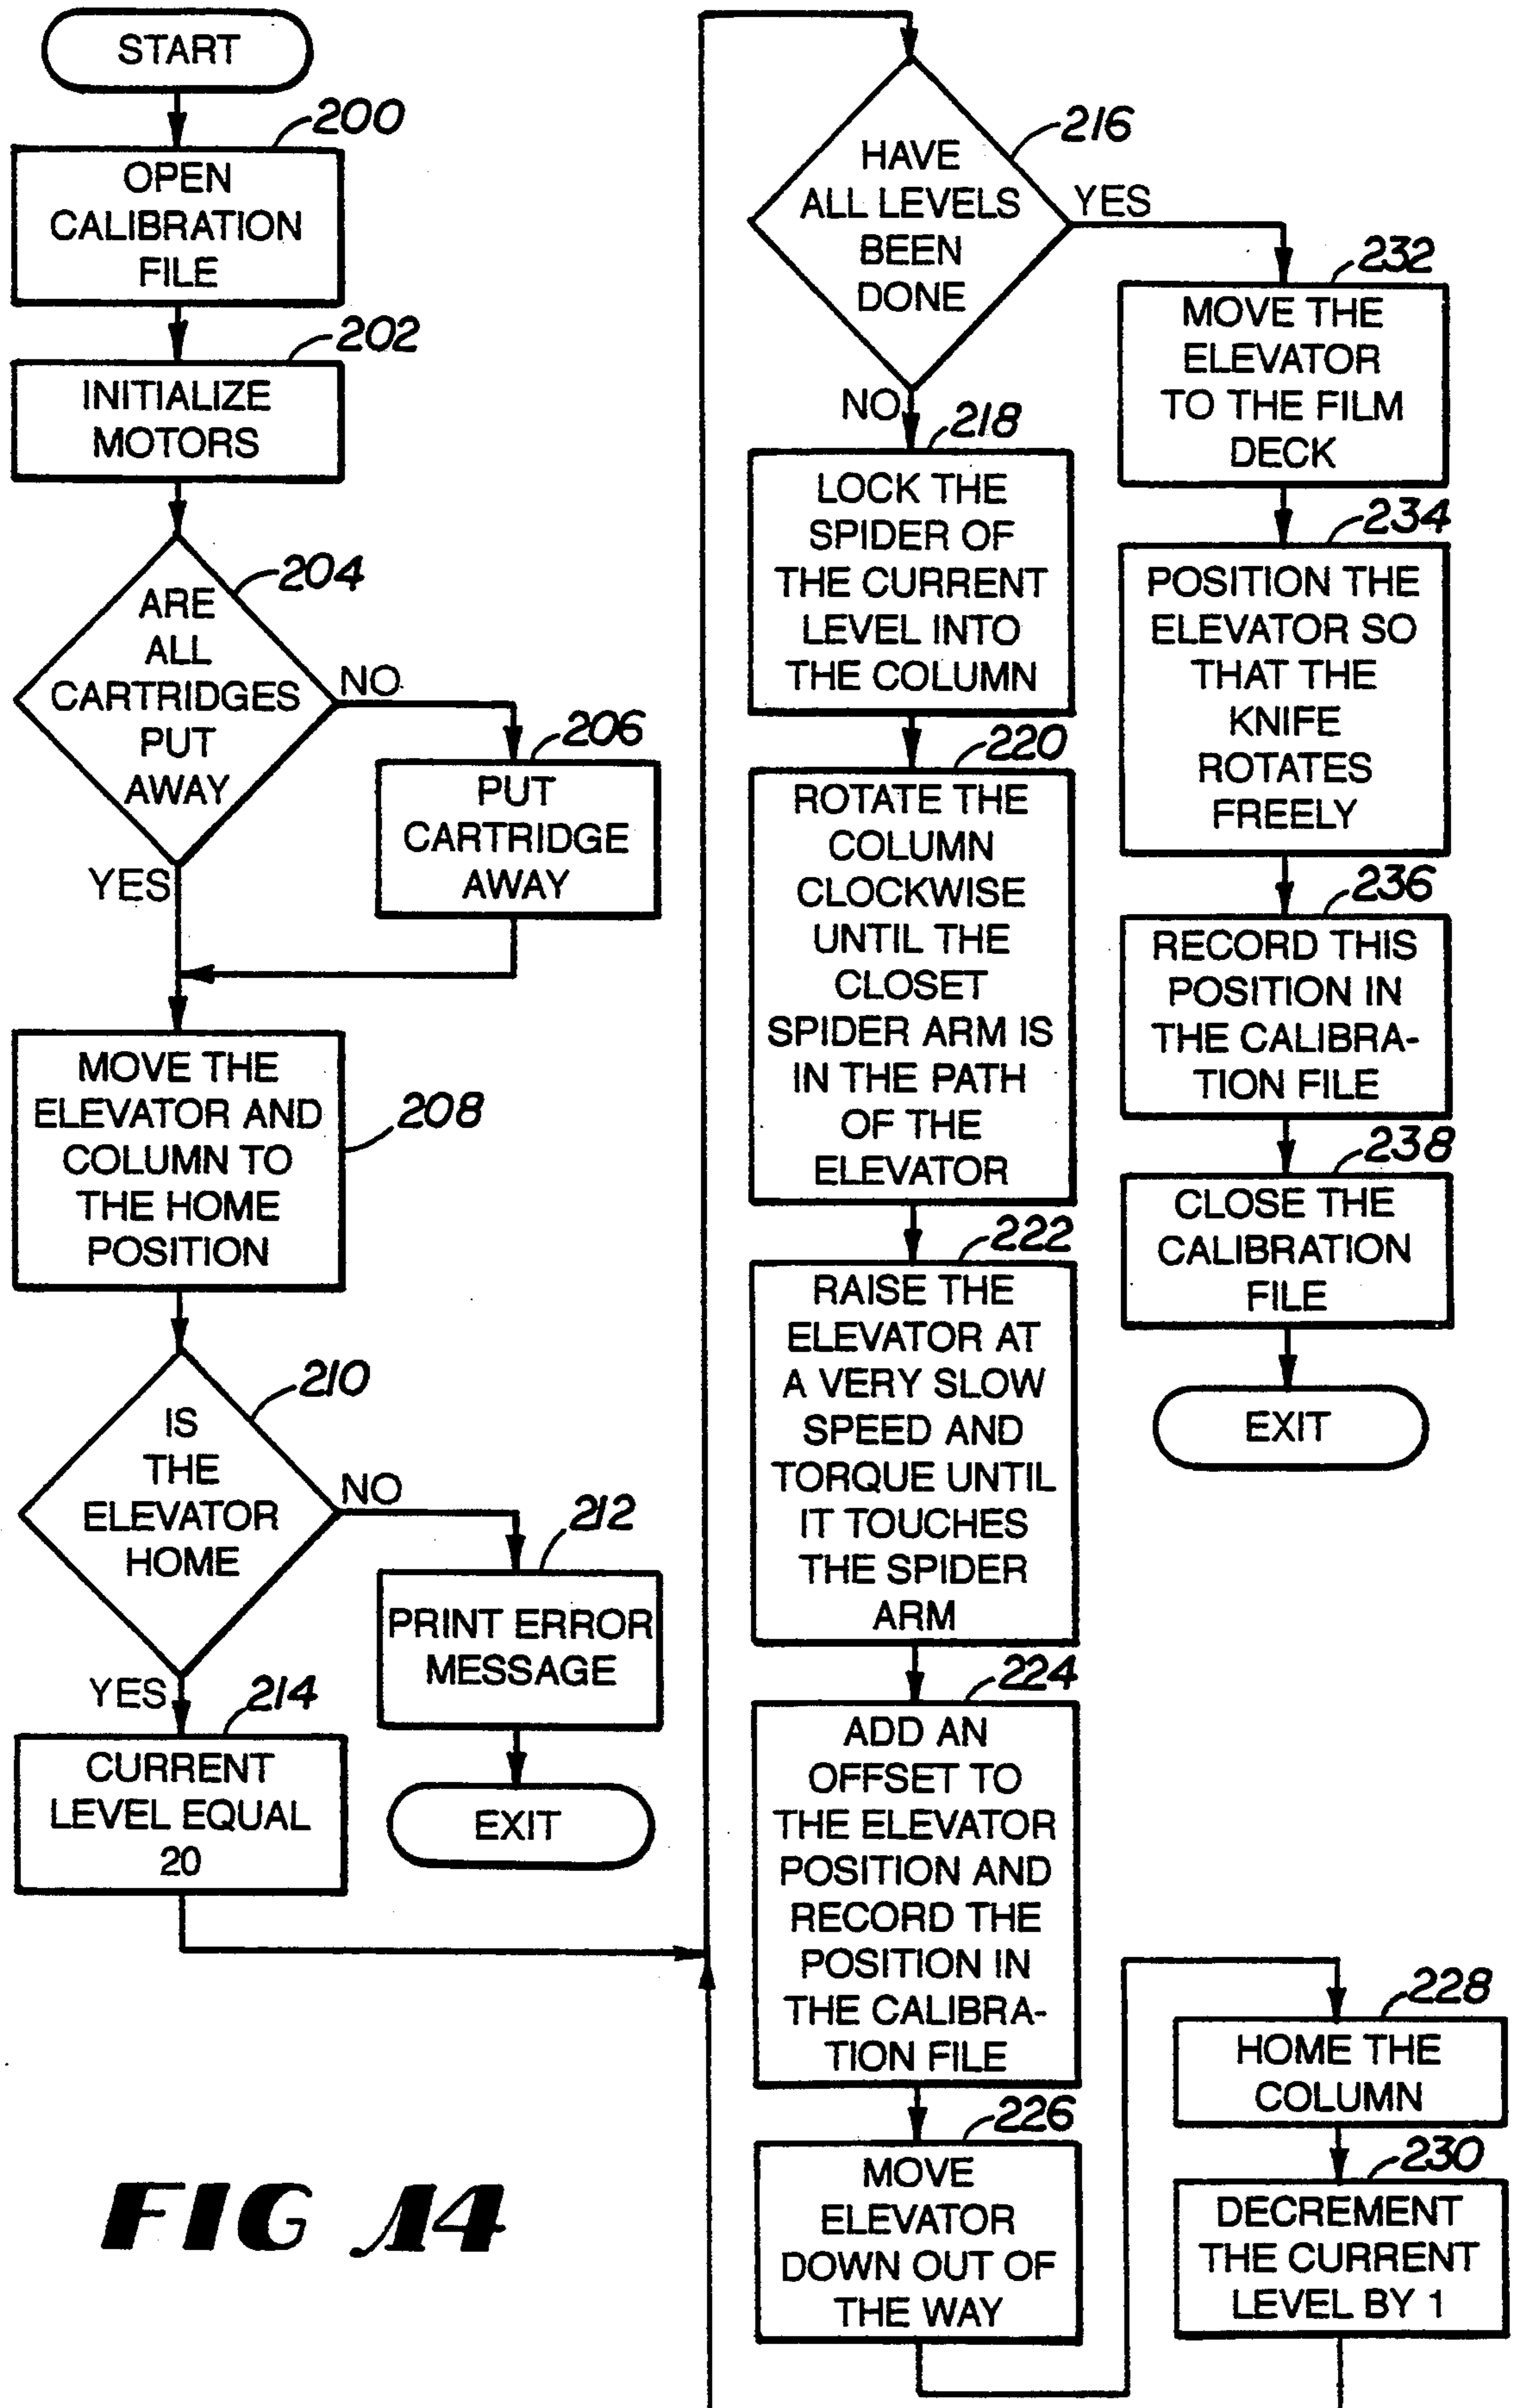 START
200
OPEN
CALIBRATION
FILE
202
INITIALIZE
MOTORS
204
ARE
ALL
CARTRIDGES
PUT
AWAY
NO
206
PUT
CARTRIDGE
AWAY
YES
MOVE THE
ELEVATOR AND
COLUMN TO
THE HOME
POSITION
208
210
IS
THE
ELEVATOR
HOME
NO
212
PRINT ERROR
MESSAGE
EXIT
YES
214
CURRENT
LEVEL EQUAL
20
216
HAVE
ALL LEVELS
BEEN
DONE
YES
NO
218
LOCK THE
SPIDER OF
THE CURRENT
LEVEL INTO
THE COLUMN
220
ROTATE THE
COLUMN
CLOCKWISE
UNTIL THE
CLOSET
SPIDER ARM IS
IN THE PATH
OF THE
ELEVATOR
222
RAISE THE
ELEVATOR AT
A VERY SLOW
SPEED AND
TORQUE UNTIL
IT TOUCHES
THE SPIDER
ARM
224
ADD AN
OFFSET TO
THE ELEVATOR
POSITION AND
RECORD THE
POSITION IN
THE CALIBRA-
TION FILE
226
MOVE
ELEVATOR
DOWN OUT OF
THE WAY
228
HOME THE
COLUMN
230
DECREMENT
THE CURRENT
LEVEL BY 1
232
MOVE THE
ELEVATOR
TO THE FILM
DECK
234
POSITION THE
ELEVATOR SO
THAT THE
KNIFE
ROTATES
FREELY
236
RECORD THIS
POSITION IN
THE CALIBRA-
TION FILE
238
CLOSE THE
CALIBRATION
FILE
EXIT
FIG 14